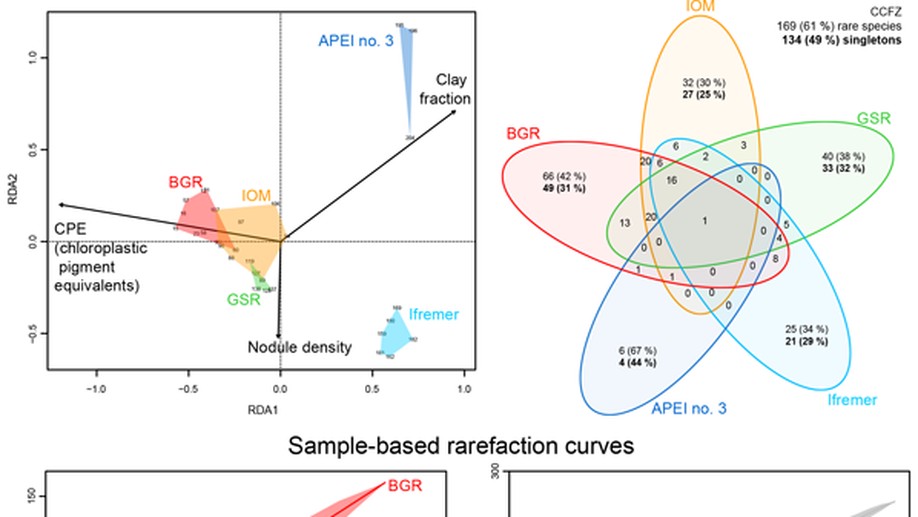 APEI no. 3
Clay
fraction
BGR
IOM
CPE
(chloroplastic
pigment
equivalents)
GSR
Ifremer
Nodule density
RDA2
1.0
0.5
0.0
−0.5
−1.0
−0.5
0.0
0.5
1.0
RDA1
IOM
CCFZ
169 (61 %) rare species
134 (49 %) singletons
BGR
GSR
32 (30 %)
27 (25 %)
66 (42 %)
49 (31 %)
40 (38 %)
33 (32 %)
6
3
20
6
2
0
0
16
0
0
13
20
1
5
4
0
0
0
8
1
1
0
0
0
0
25 (34 %)
21 (29 %)
6 (67 %)
4 (44 %)
APEI no. 3
Ifremer
Sample-based rarefaction curves
150
BGR
300